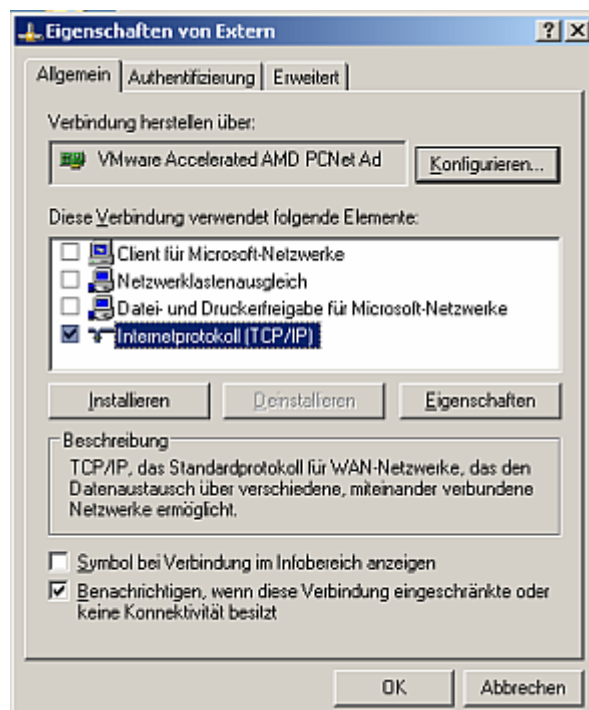 Eigenschaften von Extern
Allgemein
Authentifizierung
Erweitert
Verbindung herstellen über:
VMware Accelerated AMD PCNet Ad
Konfigurieren...
Diese Verbindung verwendet folgende Elemente:
Client für Microsoft-Netzwerke
Netzwerklastenausgleich
Datei- und Druckerfreigabe für Microsoft-Netzwerke
Internetprotokoll (TCP/IP)
Installieren
Deinstallieren
Eigenschaften
Beschreibung
TCP/IP, das Standardprotokoll für WAN-Netzwerke, das den
Datenaustausch über verschiedene, miteinander verbundene
Netzwerke ermöglicht.
Symbol bei Verbindung im Infobereich anzeigen
Benachrichtigen, wenn diese Verbindung eingeschränkte oder
keine Konnektivität besitzt
OK
Abbrechen